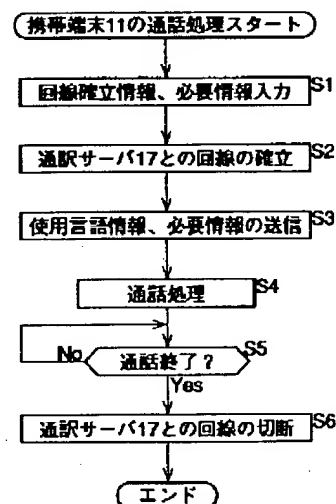 携帯端末11の通話処理スタート
S1
回線確立情報、必要情報入力
S2
通訳サーバ17との回線の確立
S3
使用言語情報、必要情報の送信
S4
通話処理
S5
通話終了？
No
Yes
S6
通訳サーバ17との回線の切断
エンド